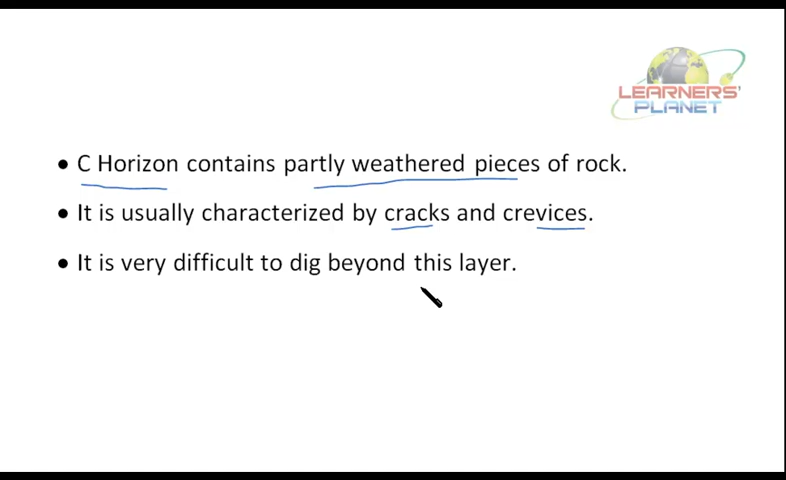 LEARNERS'
PLANET
• C Horizon contains partly weathered pieces of rock.
• It is usually characterized by cracks and crevices.
• It is very difficult to dig beyond this layer.